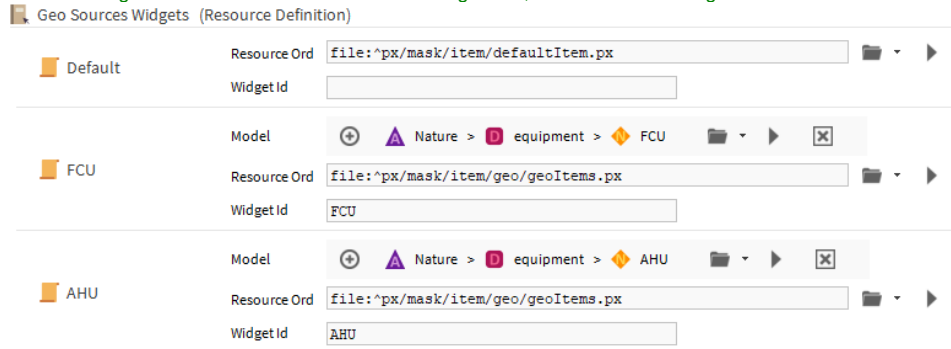 Geo Sources Widgets (Resource Definition)
Default
Resource Ord file:^px/mask/item/defaultItem.px
Widget Id
Model A Nature > D equipment > N FCU
FCU
Resource Ord file:^px/mask/item/geo/geoItems.px
Widget Id FCU
Model A Nature > D equipment > N AHU
AHU
Resource Ord file:^px/mask/item/geo/geoItems.px
Widget Id AHU